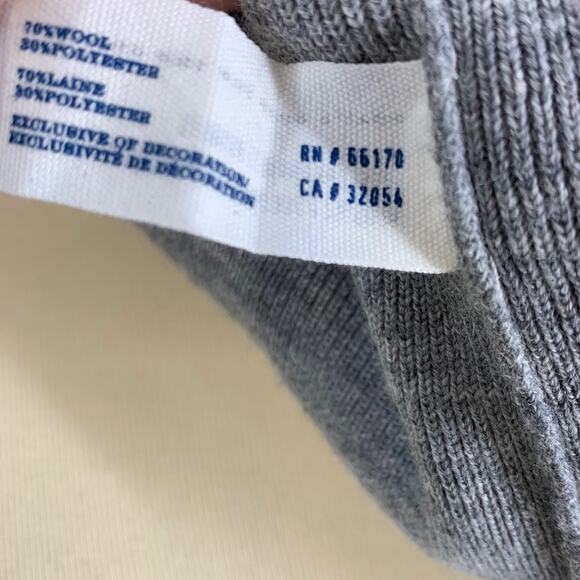 70%WOOL
30%POLYESTER
70%LAINE
30%POLYESTER
EXCLUSIVE OF DECORATION/
EXCLUSIVITÉ DE DÉCORATION
RN # 66170
CA # 32054